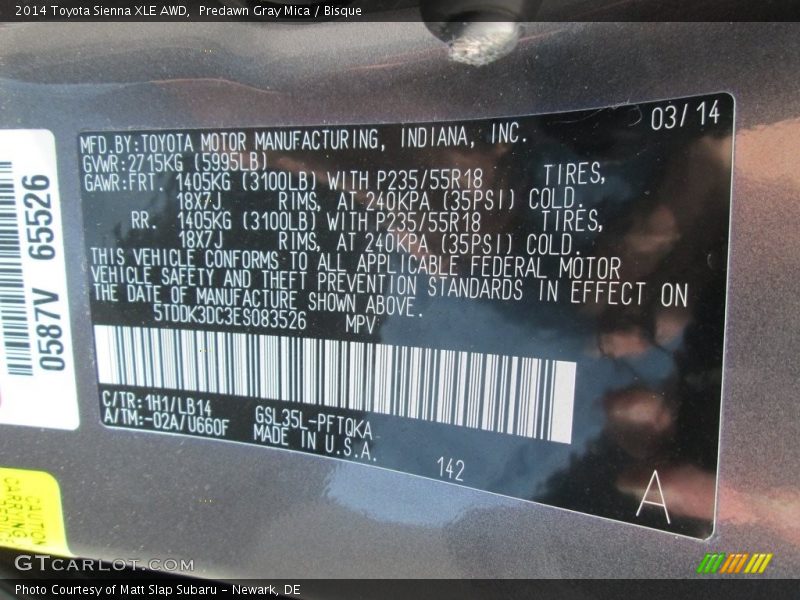 2014 Toyota Sienna XLE AWD,  Predawn Gray Mica / Bisque
03/14
MFD.BY:TOYOTA MOTOR MANUFACTURING, INDIANA, INC.
GVWR:2715KG (5995LB)
GAWR:FRT. 1405KG (3100LB) WITH P235/55R18 TIRES,
18X7J RIMS, AT 240KPA (35PSI) COLD.
RR. 1405KG (3100LB) WITH P235/55R18 TIRES,
18X7J RIMS, AT 240KPA (35PSI) COLD.
THIS VEHICLE CONFORMS TO ALL APPLICABLE FEDERAL MOTOR
VEHICLE SAFETY AND THEFT PREVENTION STANDARDS IN EFFECT ON
THE DATE OF MANUFACTURE SHOWN ABOVE.
5TDDK3DC3ES083526 MPV
C/TR:1H1/LB14
A/TM:-02A/U660F
GSL35L-PFTQKA
MADE IN U.S.A.
142
A
0587V 65526
CAUTION
CARRYING
GTCARLOT.COM
Photo Courtesy of Matt Slap Subaru - Newark, DE